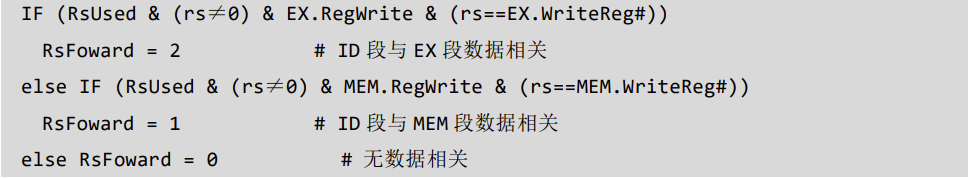 IF (RsUsed & (rs≠0) & EX.RegWrite & (rs==EX.WriteReg#))
RsFoward = 2 # ID 段与 EX 段数据相关
else IF (RsUsed & (rs≠0) & MEM.RegWrite & (rs==MEM.WriteReg#))
RsFoward = 1 # ID 段与 MEM 段数据相关
else RsFoward = 0 # 无数据相关